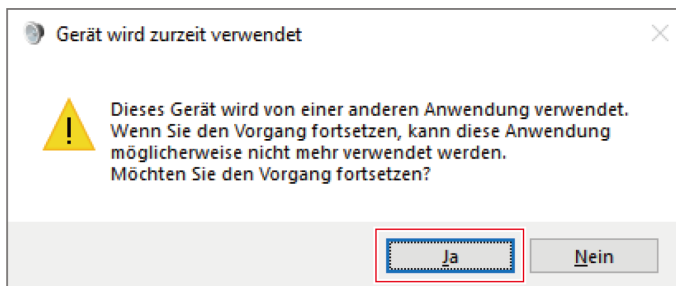 Gerät wird zurzeit verwendet
Dieses Gerät wird von einer anderen Anwendung verwendet.
Wenn Sie den Vorgang fortsetzen, kann diese Anwendung
möglicherweise nicht mehr verwendet werden.
Möchten Sie den Vorgang fortsetzen?
Ja Nein